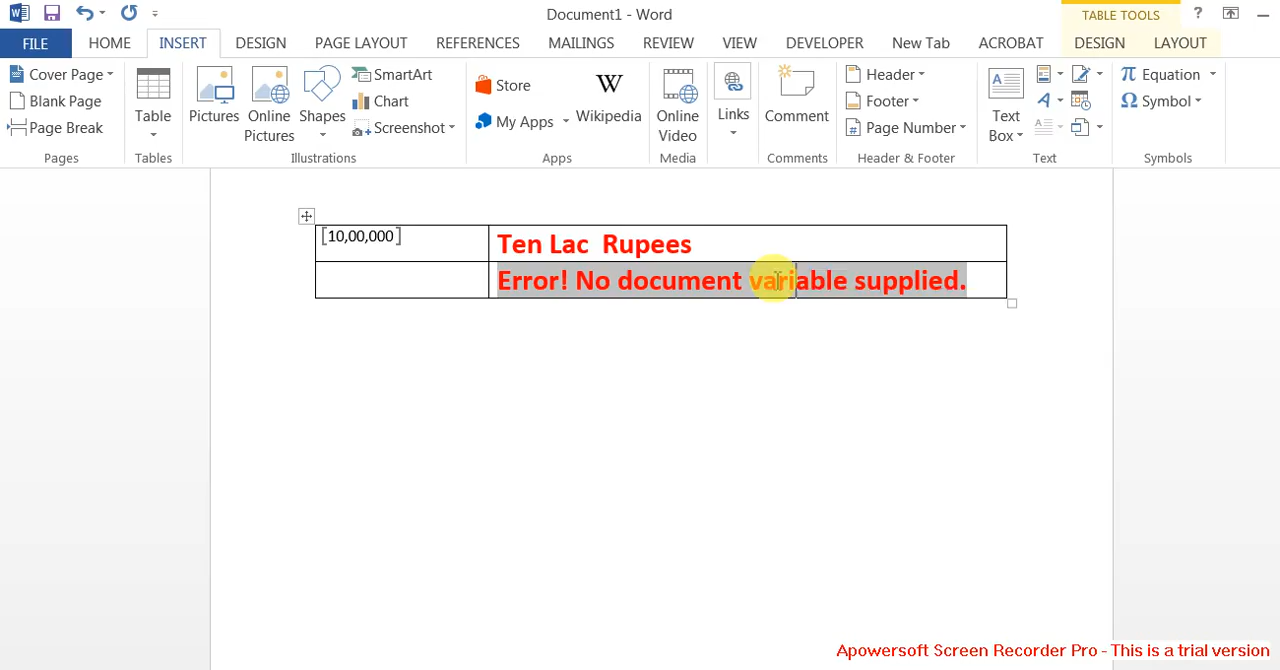 Document1 - Word
TABLE TOOLS
?
FILE
HOME
INSERT
DESIGN
PAGE LAYOUT
REFERENCES
MAILINGS
REVIEW
VIEW
DEVELOPER
New Tab
ACROBAT
DESIGN
LAYOUT
Cover Page
Blank Page
Page Break
Pages
Table
Tables
Pictures
Online
Pictures
Shapes
SmartArt
Chart
Screenshot
Illustrations
Store
My Apps
Wikipedia
Apps
Online
Video
Media
Links
Comment
Comments
Header
Footer
Page Number
Header & Footer
Text
Box
Text
Equation
Symbol
Symbols
[10,00,000]
Ten Lac  Rupees
Error! No document variable supplied.
Apowersoft Screen Recorder Pro - This is a trial version